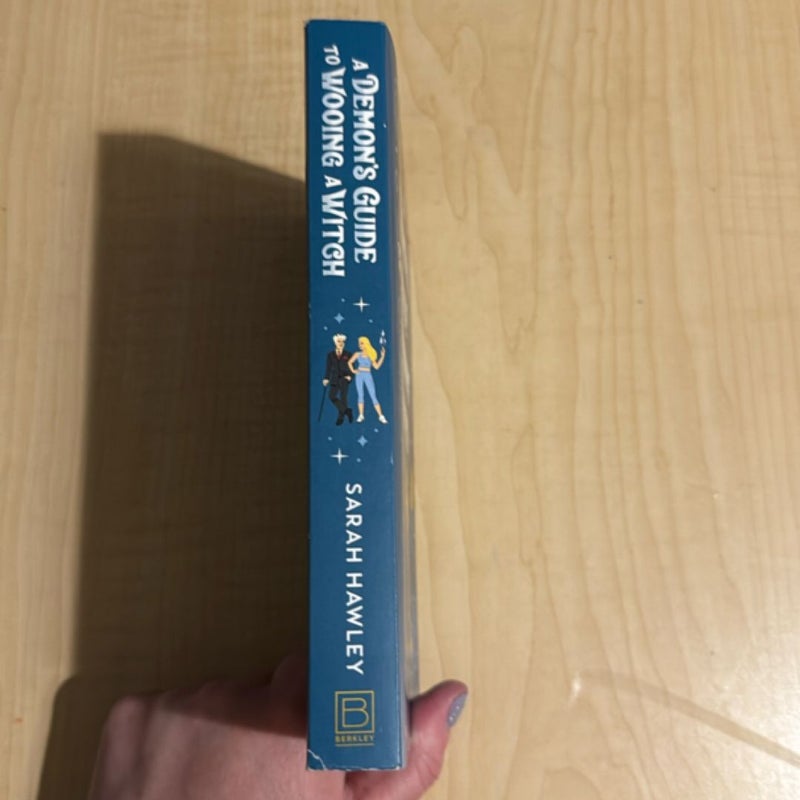 A DEMON'S GUIDE
TO WOOING A WITCH
SARAH HAWLEY
B
BERKLEY